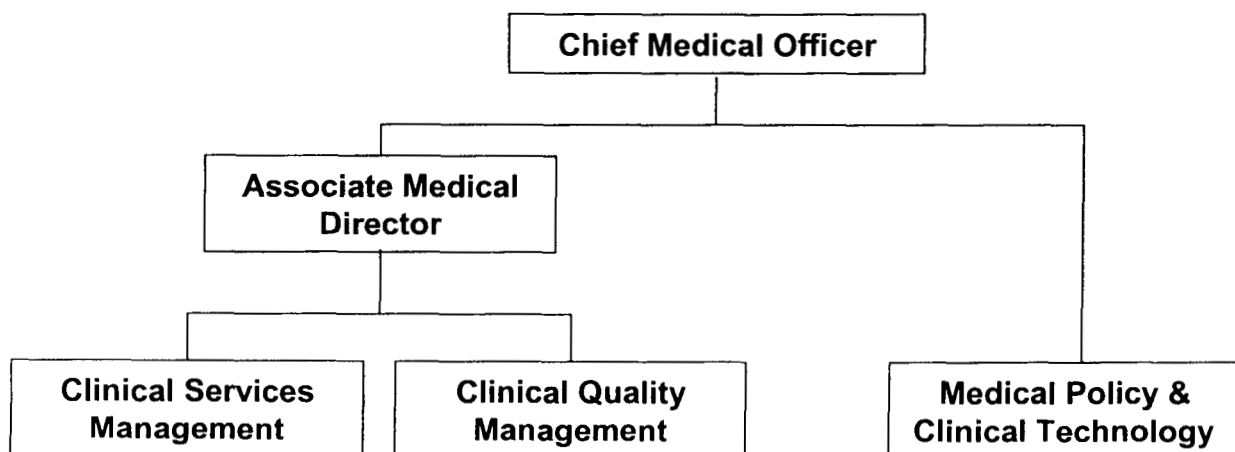 Chief Medical Officer
Associate Medical
Director
Clinical Services
Management
Clinical Quality
Management
Medical Policy &
Clinical Technology